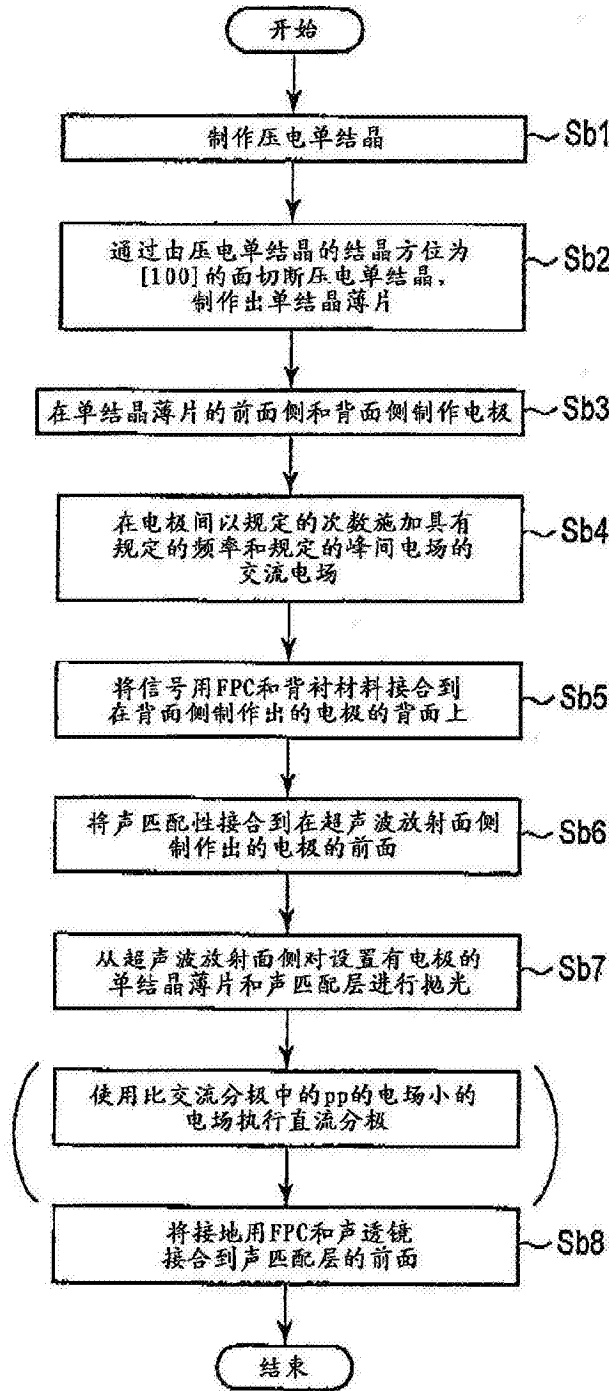 开始
制作压电单结晶
Sb1
通过由压电单结晶的结晶方位为
[100]的面切断压电单结晶，
制作出单结晶薄片
Sb2
在单结晶薄片的前面侧和背面侧制作电极
Sb3
在电极间以规定的次数施加具有
规定的频率和规定的峰间电场的
交流电场
Sb4
将信号用FPC和背衬材料接合到
在背面侧制作出的电极的背面上
Sb5
将声匹配性接合到在超声波放射面侧
制作出的电极的前面
Sb6
从超声波放射面侧对设置有电极的
单结晶薄片和声匹配层进行抛光
Sb7
使用比交流分极中的pp的电场小的
电场执行直流分极
将接地用FPC和声透镜
接合到声匹配层的前面
Sb8
结束